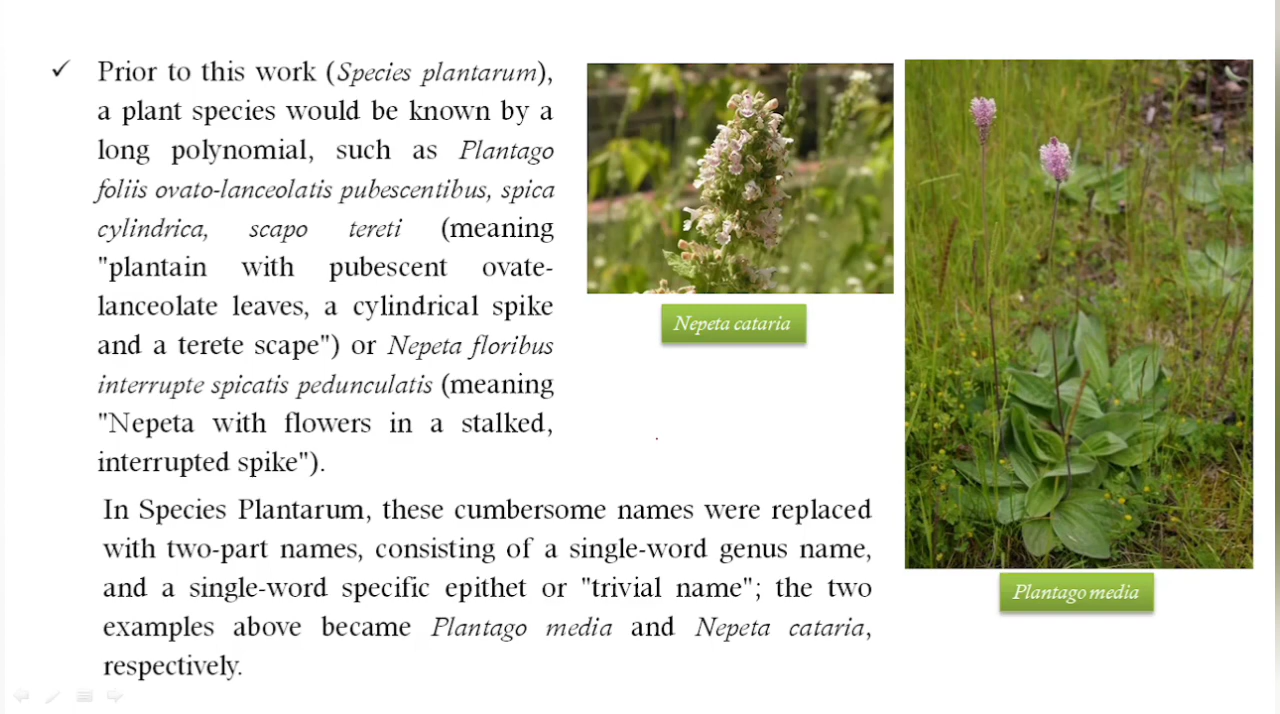 ✓ Prior to this work (Species plantarum),
a plant species would be known by a
long polynomial, such as Plantago
foliis ovato-lanceolatis pubescentibus, spica
cylindrica, scapo tereti (meaning
"plantain with pubescent ovate-
lanceolate leaves, a cylindrical spike
and a terete scape") or Nepeta floribus
interrupte spicatis pedunculatis (meaning
"Nepeta with flowers in a stalked,
interrupted spike").
In Species Plantarum, these cumbersome names were replaced
with two-part names, consisting of a single-word genus name,
and a single-word specific epithet or "trivial name"; the two
examples above became Plantago media and Nepeta cataria,
respectively.
Nepeta cataria
Plantago media